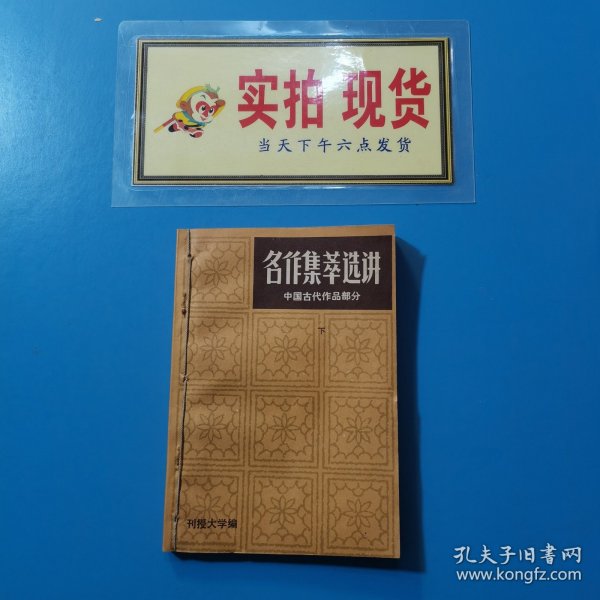 实拍 现货
当天下午六点发货
名作集萃选讲
中国古代作品部分
下
刊授大学编
孔夫子旧书网
www.kongfz.com